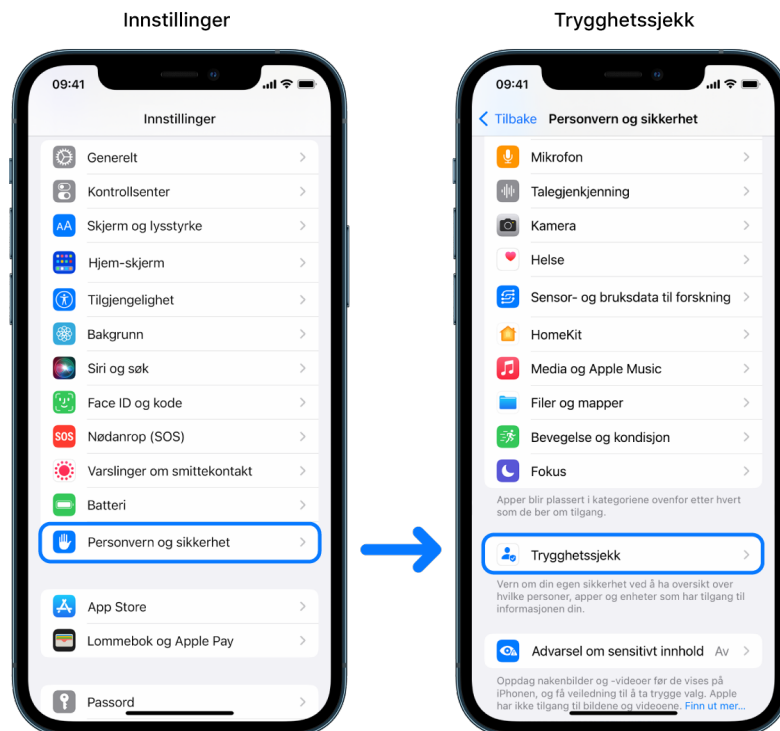 Innstillinger
09:41
Innstillinger
Generelt
Kontrollsenter
AA Skjerm og lysstyrke
Hjem-skjerm
Tilgjengelighet
Bakgrunn
Siri og søk
Face ID og kode
SOS Nødanrop (SOS)
Varslinger om smittekontakt
Batteri
Personvern og sikkerhet
App Store
Lommebok og Apple Pay
Passord
Trygghetssjekk
09:41
Tilbake Personvern og sikkerhet
Mikrofon
Talegjenkjenning
Kamera
Helse
Sensor- og bruksdata til forskning
HomeKit
Media og Apple Music
Filer og mapper
Bevegelse og kondisjon
Fokus
Apper blir plassert i kategoriene ovenfor etter hvert
som de ber om tilgang.
Trygghetssjekk
Vern om din egen sikkerhet ved å ha oversikt over
hvilke personer, apper og enheter som har tilgang til
informasjonen din.
Advarsel om sensitivt innhold Av
Oppdag nakenbilder og -videoer før de vises på
iPhonen, og få veiledning til å ta trygge valg. Apple
har ikke tilgang til bildene og videoene. Finn ut mer...